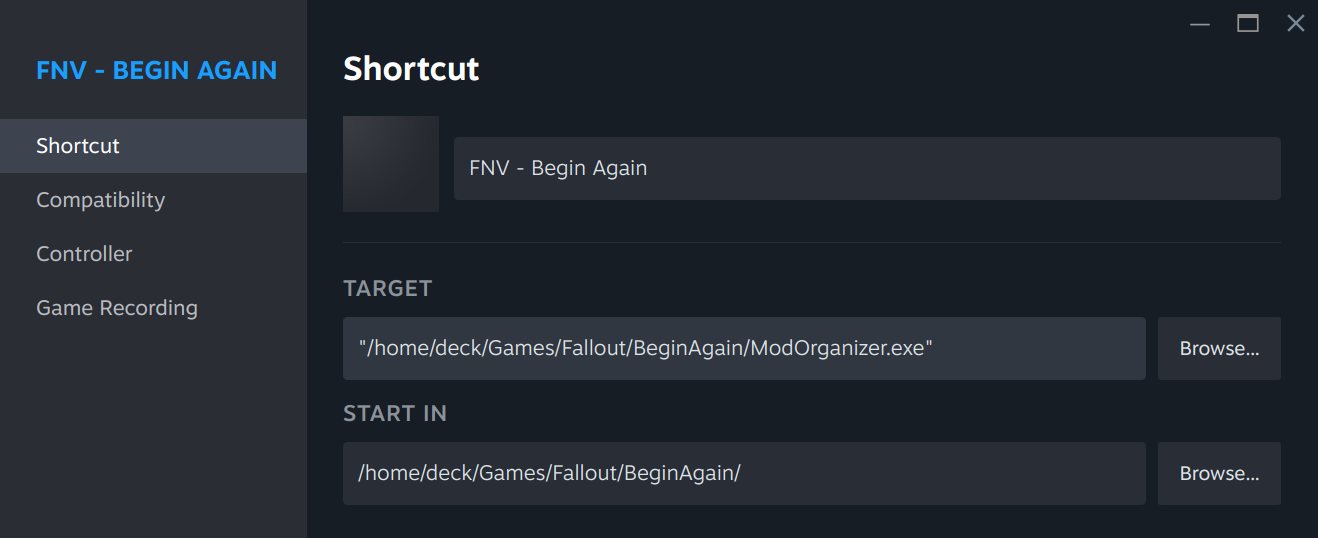 FNV - BEGIN AGAIN
Shortcut
Compatibility
Controller
Game Recording
Shortcut
FNV - Begin Again
TARGET
"/home/deck/Games/Fallout/BeginAgain/ModOrganizer.exe"
Browse...
START IN
/home/deck/Games/Fallout/BeginAgain/
Browse...